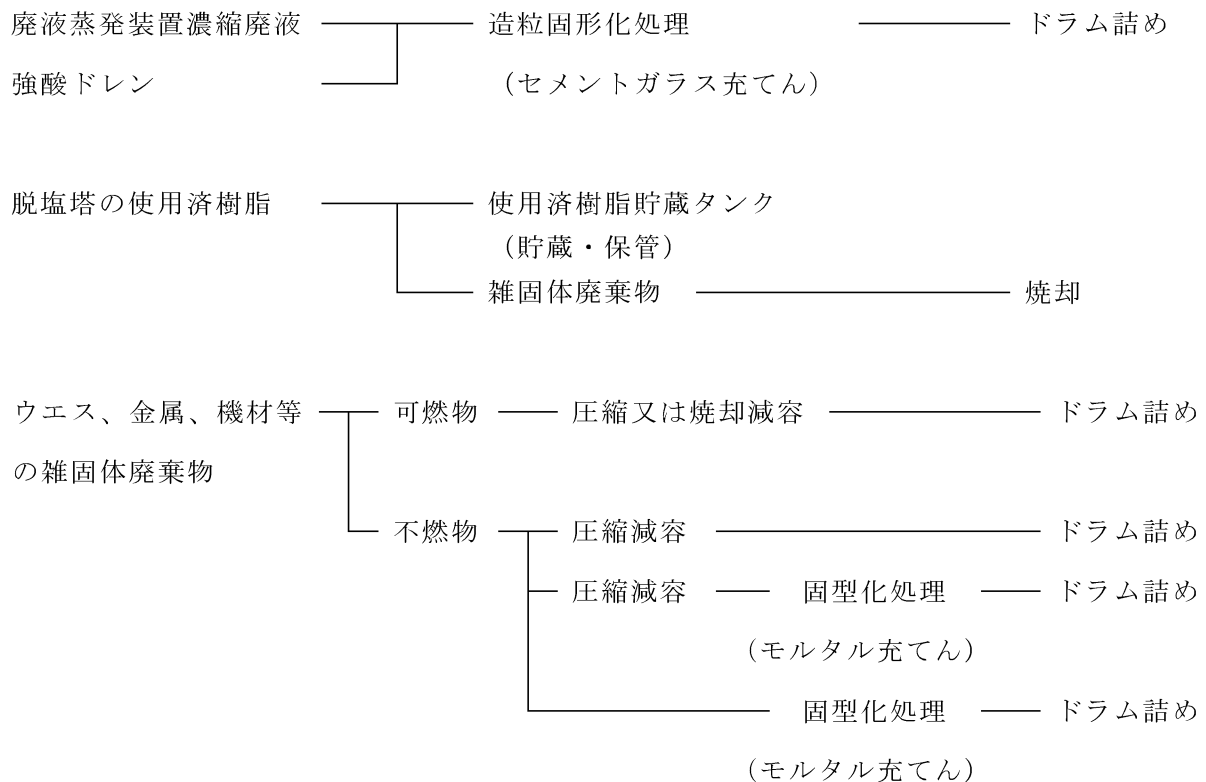 廃液蒸発装置濃縮廃液 造粒固形化処理 ドラム詰め
強酸ドレン （セメントガラス充てん）
脱塩塔の使用済樹脂 使用済樹脂貯蔵タンク
（貯蔵・保管）
雑固体廃棄物 焼却
ウエス、金属、機材等 可燃物 圧縮又は焼却減容 ドラム詰め
の雑固体廃棄物
不燃物 圧縮減容 ドラム詰め
圧縮減容 固型化処理 ドラム詰め
（モルタル充てん）
固型化処理 ドラム詰め
（モルタル充てん）